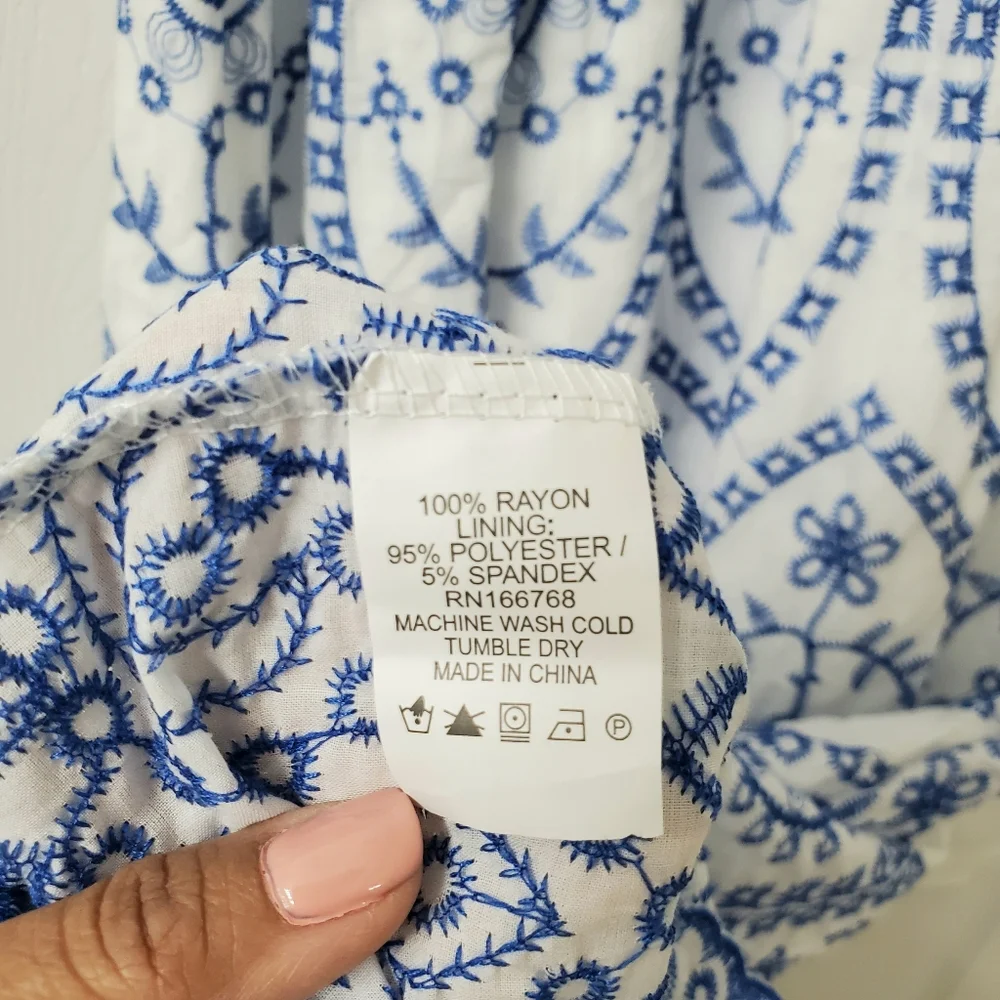 100% RAYON
LINING:
95% POLYESTER /
5% SPANDEX
RN166768
MACHINE WASH COLD
TUMBLE DRY
MADE IN CHINA
P